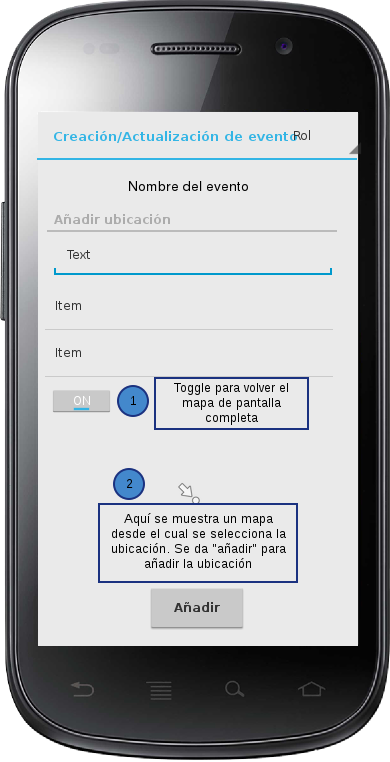 Creación/Actualización de evento
Rol
Nombre del evento
Añadir ubicación
Text
Item
Item
ON
1
Toggle para volver el
mapa de pantalla
completa
2
Aquí se muestra un mapa
desde el cual se selecciona la
ubicación. Se da "añadir" para
añadir la ubicación
Añadir